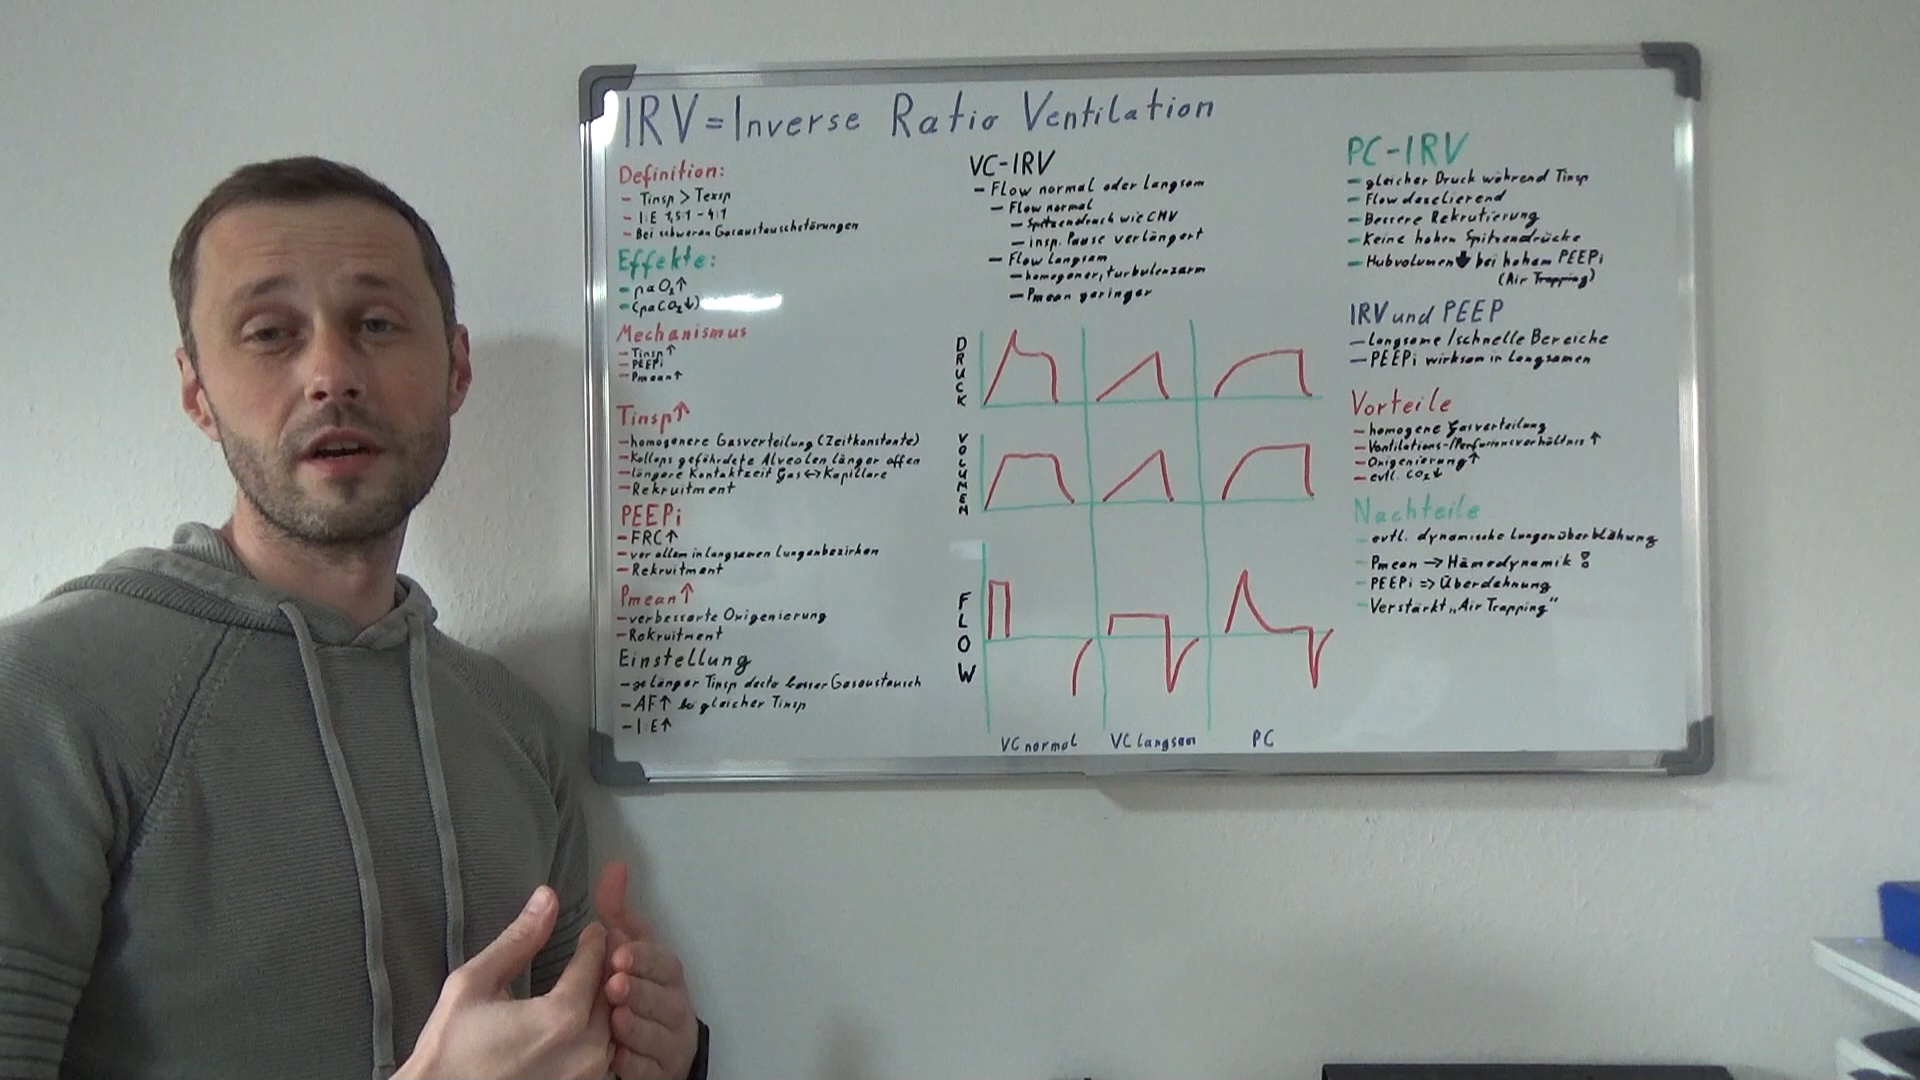 IRV = Inverse Ratio Ventilation
Definition:
- Tinsp > Texsp
- I:E 1,5:1 - 4:1
- Bei schweren Gasaustauschstörungen
Effekte:
- paO₂↑
- (paCO₂↓)
Mechanismus
- Tinsp↑
- PEEPi
- Pmean↑
Tinsp↑
- homogenere Gasverteilung (Zeitkonstante)
- Kollaps gefährdete Alveolen länger offen
- längere Kontaktzeit Gas <-> Kapillare
- Rekruitment
PEEPi
- FRC↑
- vor allem in langsamen Lungenbezirken
- Rekruitment
Pmean↑
- verbesserte Oxigenierung
- Rekruitment
Einstellung
- je länger Tinsp desto besser Gasaustausch
- AF↑ bei gleicher Tinsp
- I:E↑
VC-IRV
- Flow normal oder langsam
- Flow normal
- Spitzendruck wie CMV
- insp. Pause verlängert
- Flow langsam
- homogener, turbulenzarm
- Pmean geringer
DRUCK
VOLUMEN
FLOW
VC normal VC langsam PC
PC-IRV
- gleicher Druck während Tinsp
- Flow dezelierend
- Bessere Rekrutierung
- Keine hohen Spitzendrücke
- Hubvolumen ↓ bei hohem PEEPi
(Air Trapping)
IRV und PEEP
- Langsame / schnelle Bereiche
- PEEPi wirksam in Langsamen
Vorteile
- homogene Gasverteilung
- Ventilations-/Perfusionsverhältnis ↑
- Oxigenierung↑
- evtl. CO₂↓
Nachteile
- evtl. dynamische Lungenüberblähung
- Pmean → Hämodynamik !
- PEEPi => Überdehnung
- Verstärkt „Air Trapping"